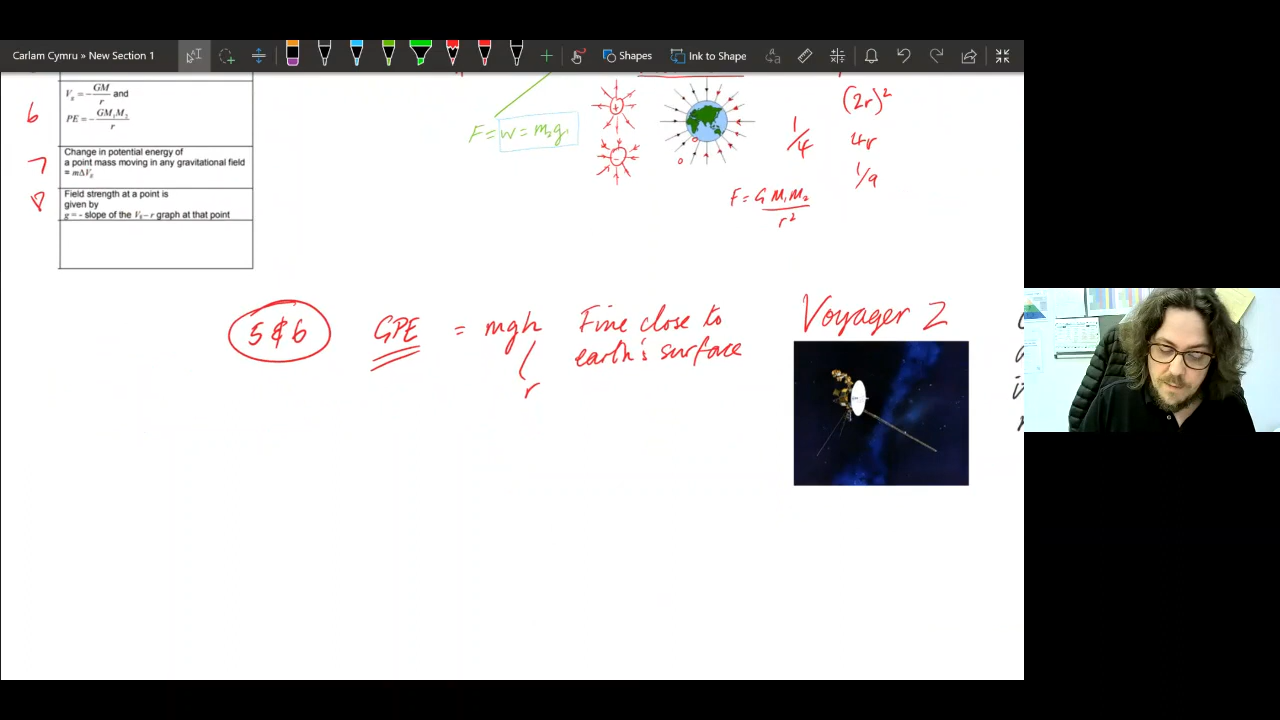 Carlam Cymru » New Section 1
Shapes
Ink to Shape
6
V_g = - GM/r and
PE = - GM₁M₂/r
7
Change in potential energy of
a point mass moving in any gravitational field
= mΔV_g
8
Field strength at a point is
given by
g = - slope of the V_g – r graph at that point
F = W = m₂g
+
-
1/4
(2r)²
4r
1/9
F = G M₁M₂
r²
5 & 6
GPE = mgh
r
Fine close to
earth's surface
Voyager 2